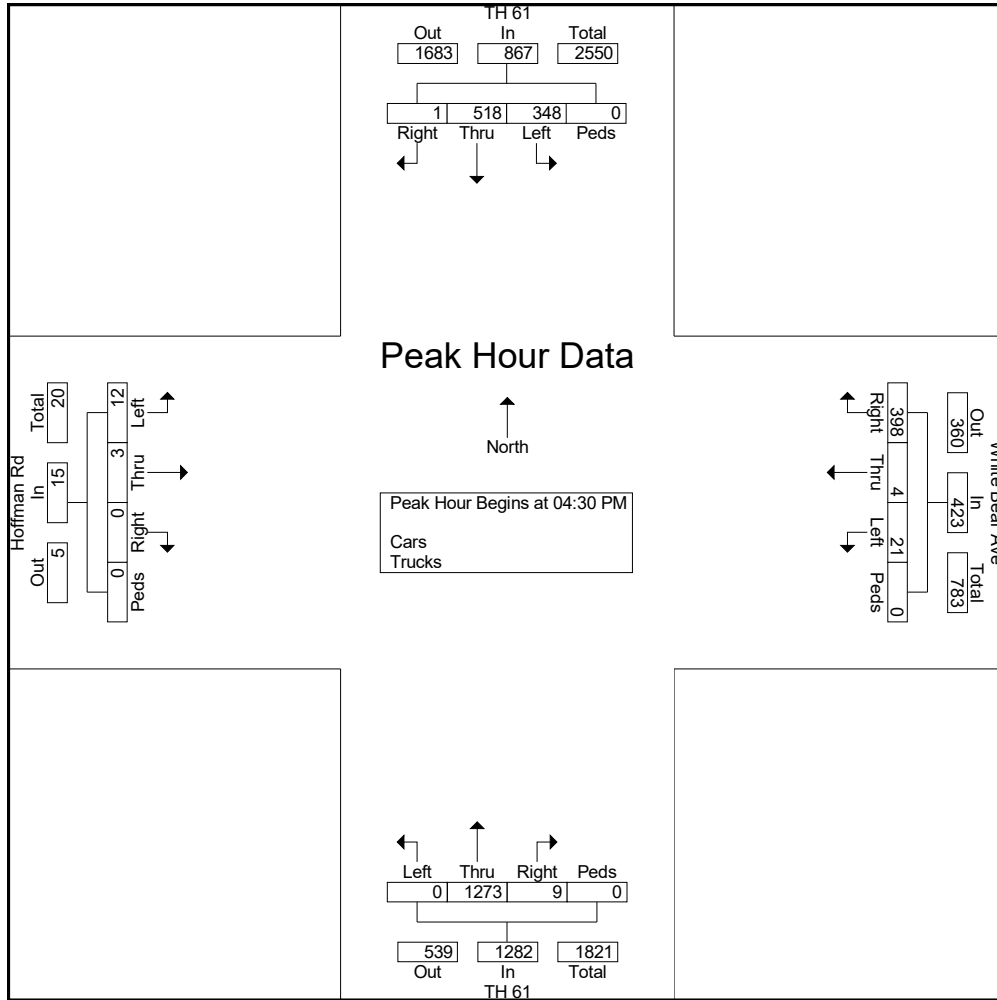 TH 61
Out In Total
1683 867 2550
1 518 348 0
Right Thru Left Peds
Peak Hour Data
North
Peak Hour Begins at 04:30 PM
Cars
Trucks
Hoffman Rd
Total In Out
20 15 5
12 3 0 0
Left Thru Right Peds
White Bear Ave
Out In Total
360 423 783
398 4 21 0
Right Thru Left Peds
Left Thru Right Peds
0 1273 9 0
539 1282 1821
Out In Total
TH 61